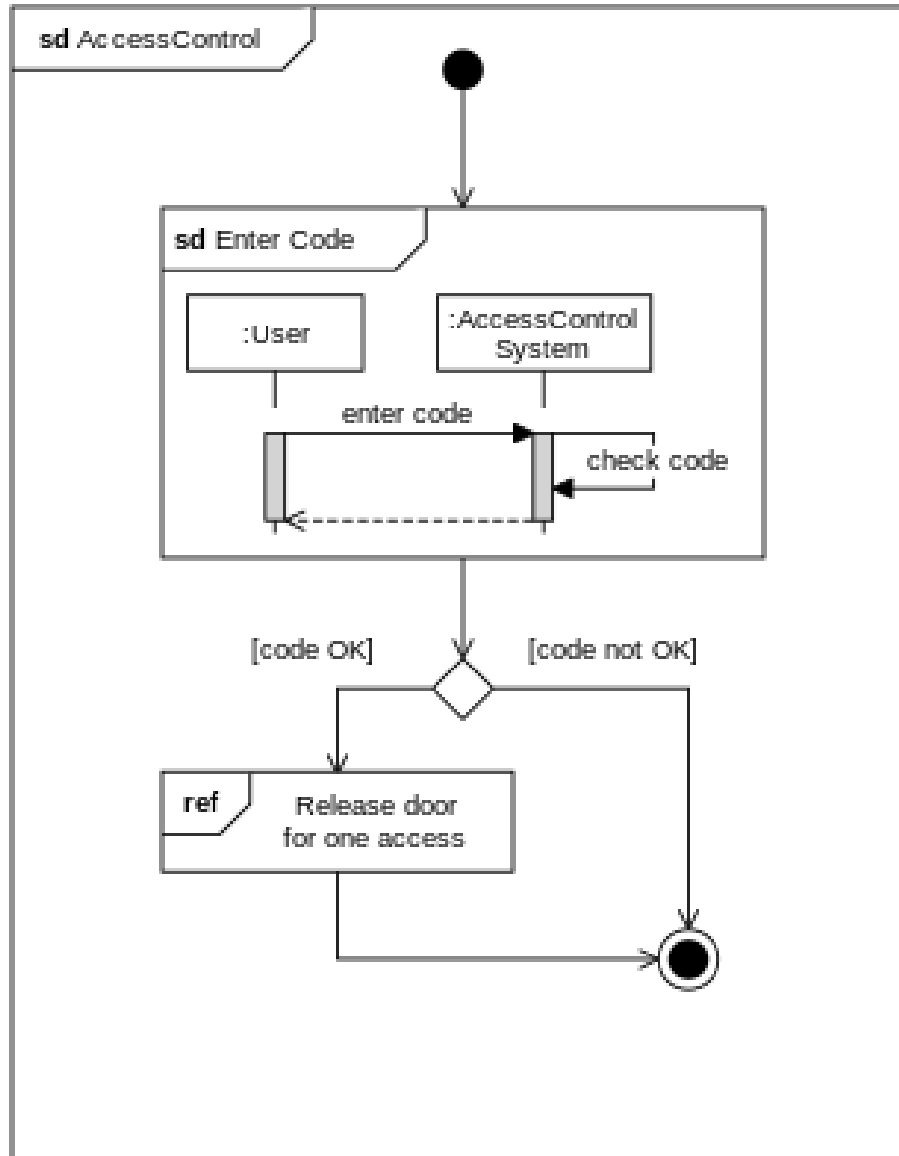 sd AccessControl
sd Enter Code
:User
:AccessControl
System
enter code
check code
[code OK]
[code not OK]
ref
Release door
for one access